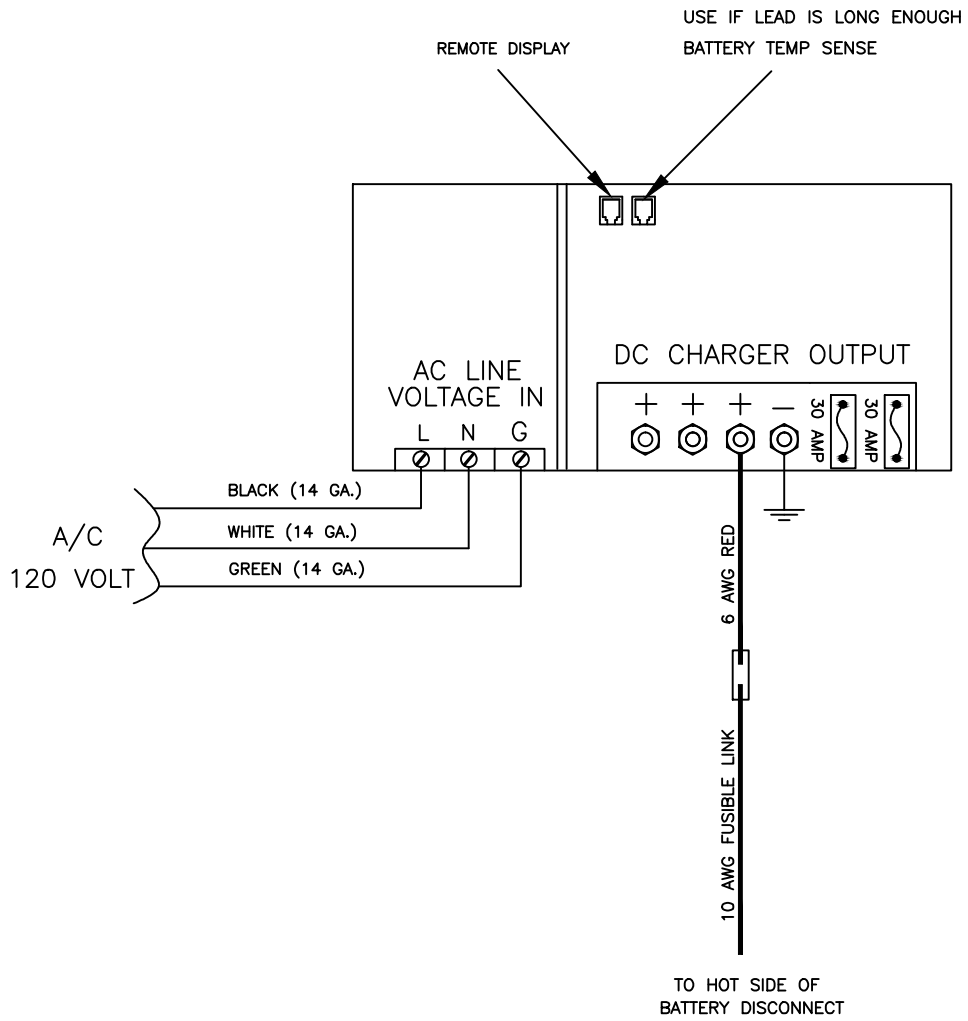 USE IF LEAD IS LONG ENOUGH
BATTERY TEMP SENSE
REMOTE DISPLAY
DC CHARGER OUTPUT
AC LINE
VOLTAGE IN
L N G
+ + + −
30 AMP
30 AMP
BLACK (14 GA.)
WHITE (14 GA.)
GREEN (14 GA.)
A/C
120 VOLT
6 AWG RED
10 AWG FUSIBLE LINK
TO HOT SIDE OF
BATTERY DISCONNECT